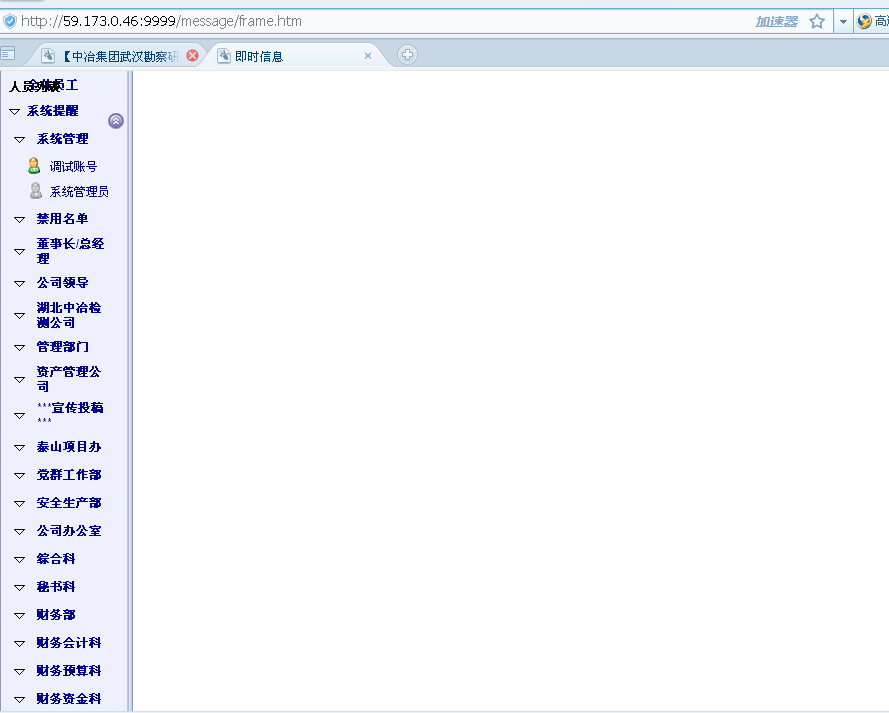 http://59.173.0.46:9999/message/frame.htm
加速器
高速
【中冶集团武汉勘察研
即时信息
人员列表
全体员工
系统提醒
系统管理
调试账号
系统管理员
禁用名单
董事长/总经
理
公司领导
湖北中冶检
测公司
管理部门
资产管理公
司
***宣传投稿
***
泰山项目办
党群工作部
安全生产部
公司办公室
综合科
秘书科
财务部
财务会计科
财务预算科
财务资金科